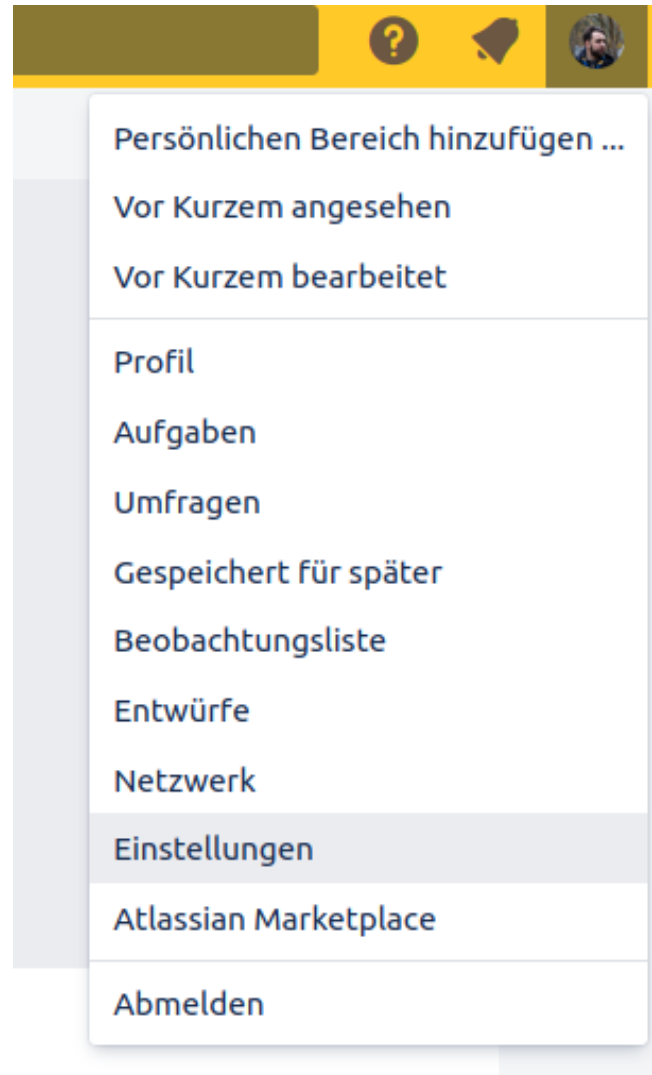 Persönlichen Bereich hinzufügen ...
Vor Kurzem angesehen
Vor Kurzem bearbeitet
Profil
Aufgaben
Umfragen
Gespeichert für später
Beobachtungsliste
Entwürfe
Netzwerk
Einstellungen
Atlassian Marketplace
Abmelden